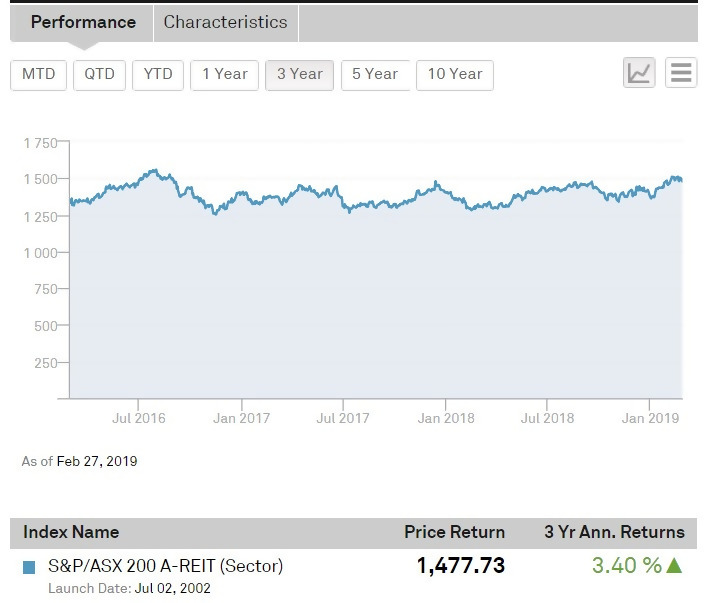 Performance Characteristics
MTD QTD YTD 1 Year 3 Year 5 Year 10 Year
1 750
1 500
1 250
1 000
750
500
250
Jul 2016 Jan 2017 Jul 2017 Jan 2018 Jul 2018 Jan 2019
As of Feb 27, 2019
Index Name Price Return 3 Yr Ann. Returns
S&P/ASX 200 A-REIT (Sector) 1,477.73 3.40 %▲
Launch Date: Jul 02, 2002